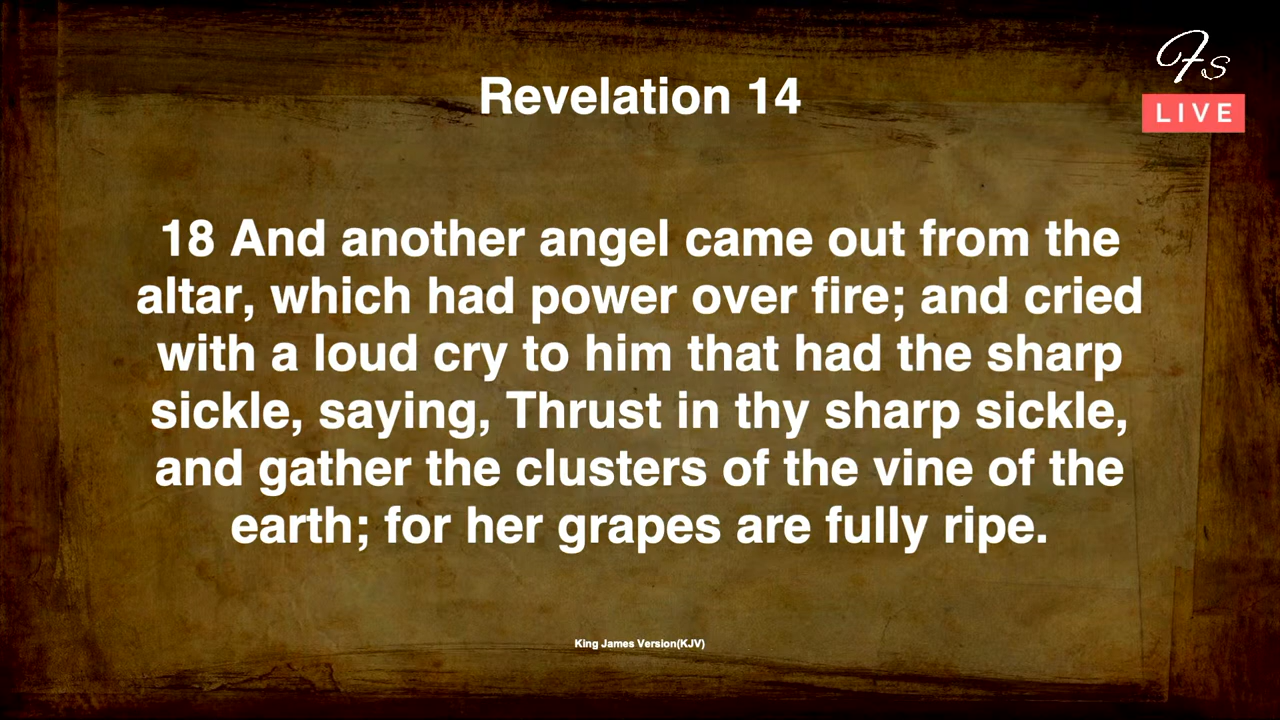 Fs
LIVE
Revelation 14
18 And another angel came out from the
altar, which had power over fire; and cried
with a loud cry to him that had the sharp
sickle, saying, Thrust in thy sharp sickle,
and gather the clusters of the vine of the
earth; for her grapes are fully ripe.
King James Version(KJV)